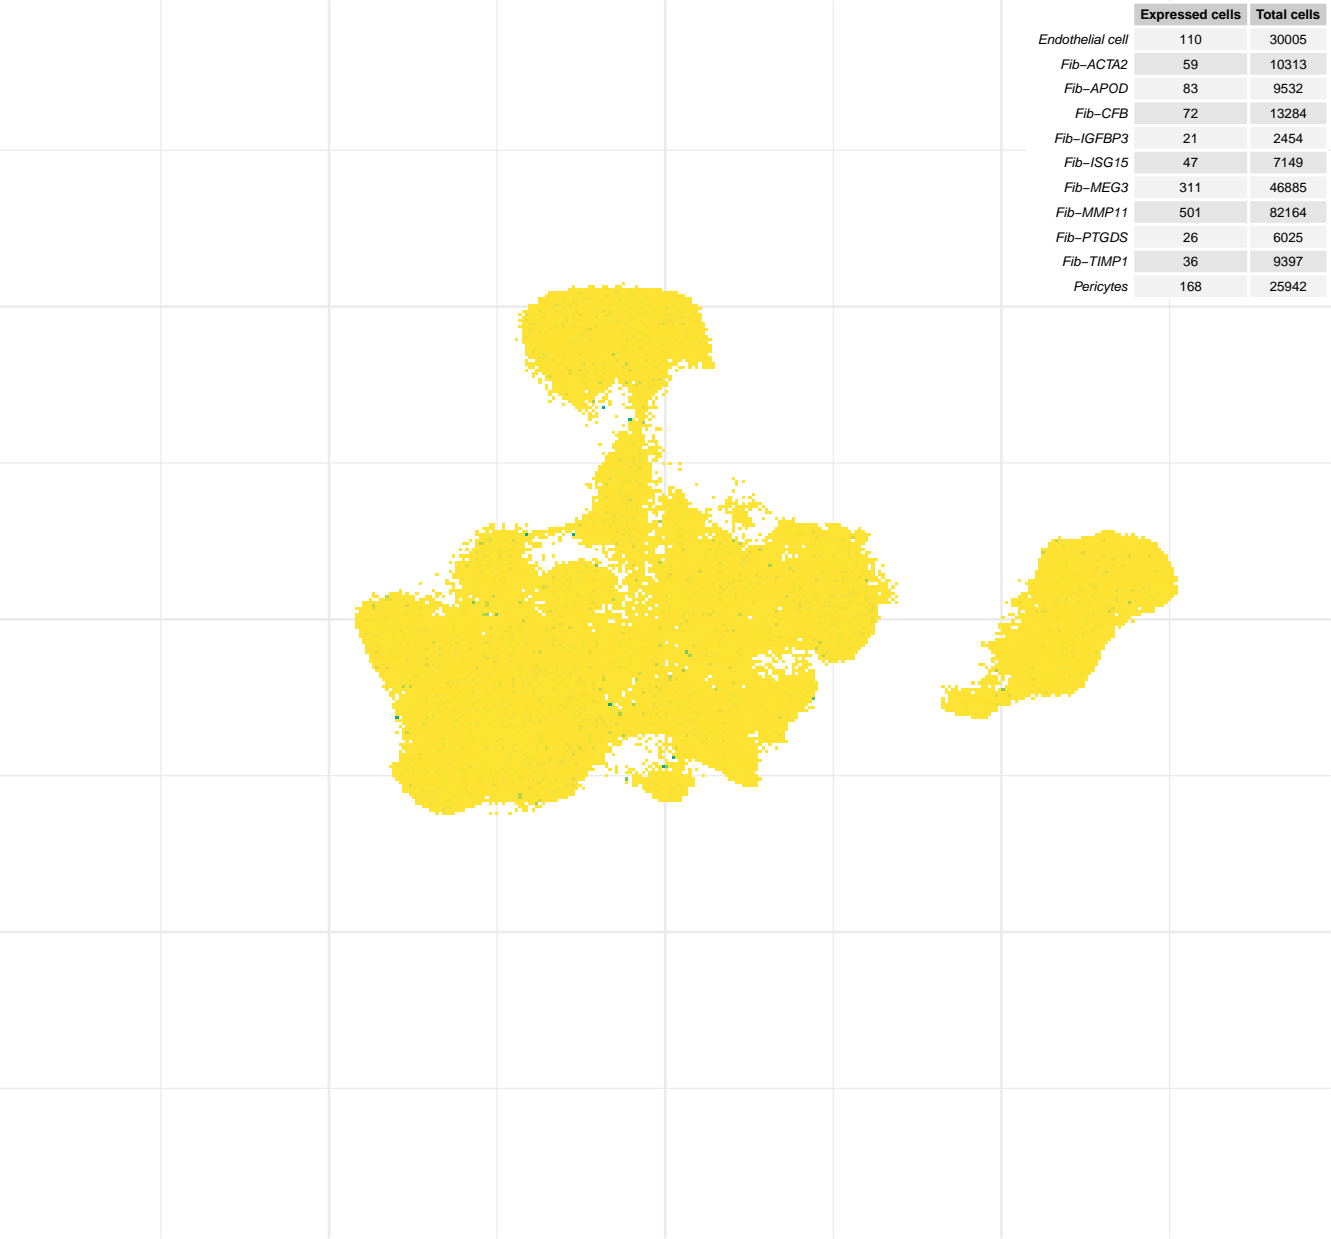 Expressed cells Total cells
Endothelial cell 110 30005
Fib−ACTA2 59 10313
Fib−APOD 83 9532
Fib−CFB 72 13284
Fib−IGFBP3 21 2454
Fib−ISG15 47 7149
Fib−MEG3 311 46885
Fib−MMP11 501 82164
Fib−PTGDS 26 6025
Fib−TIMP1 36 9397
Pericytes 168 25942